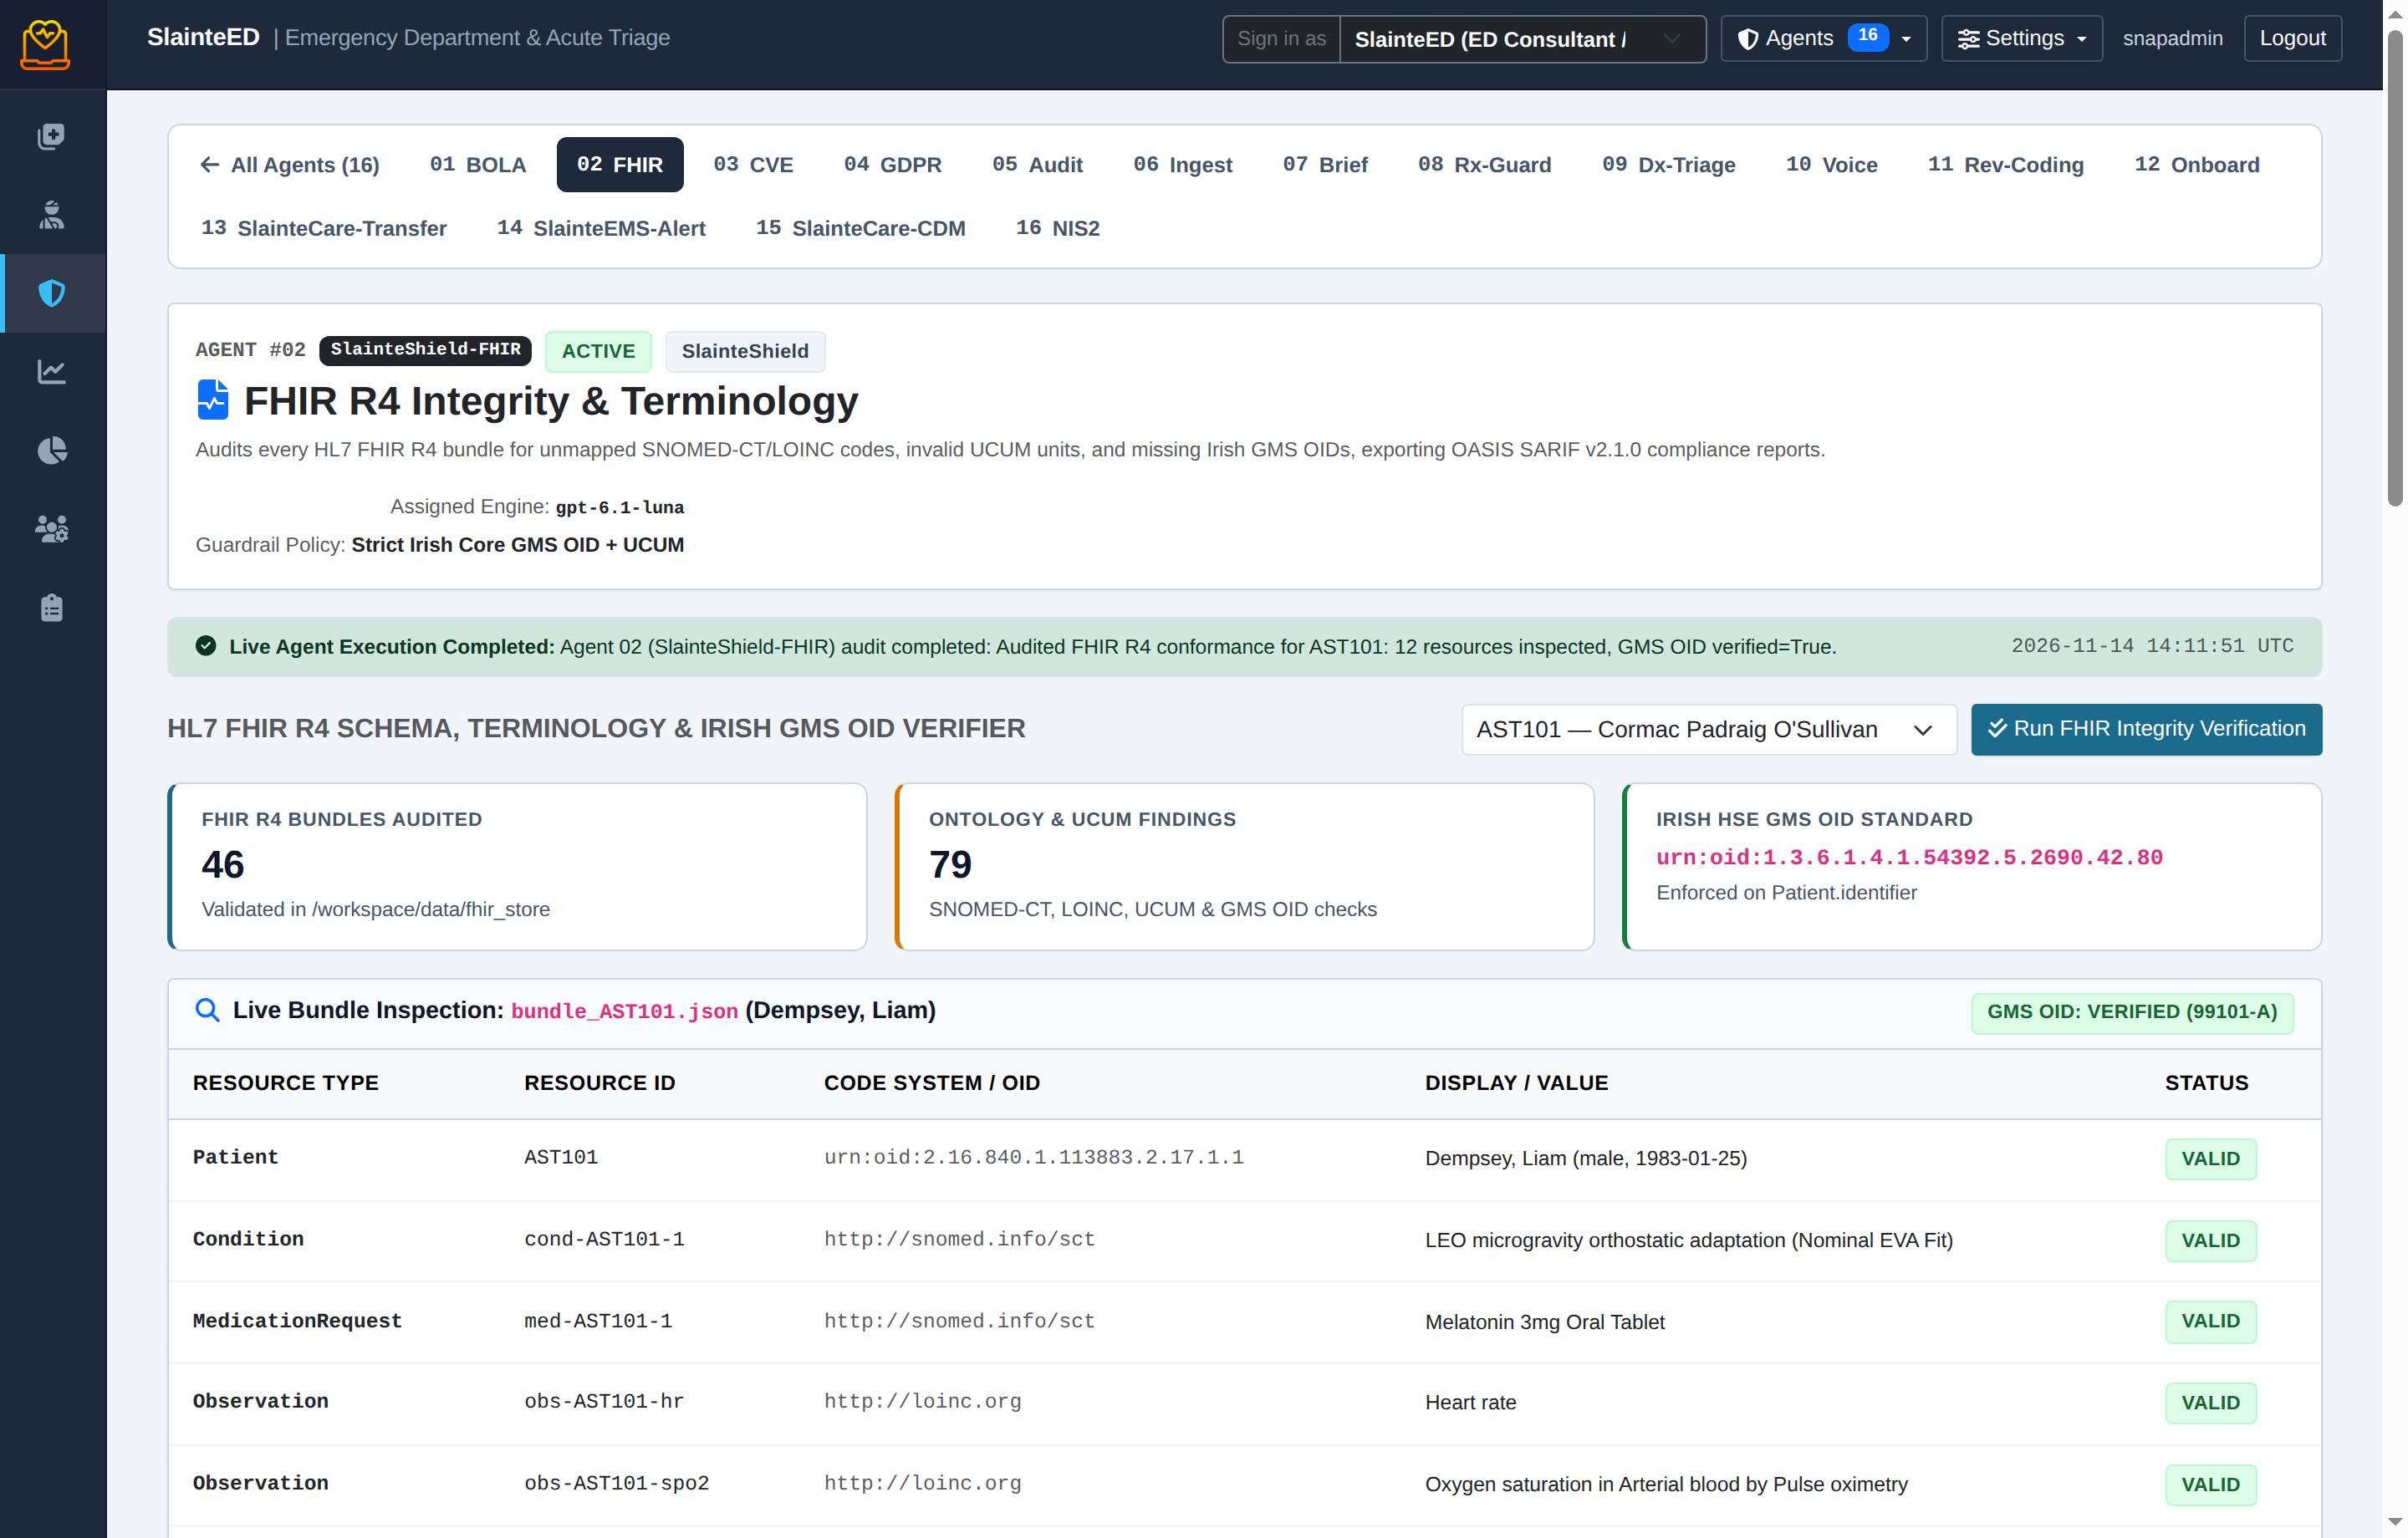 SlainteED | Emergency Department & Acute Triage
Sign in as SlainteED (ED Consultant / Agents 16 Settings snapadmin Logout
All Agents (16) 01 BOLA 02 FHIR 03 CVE 04 GDPR 05 Audit 06 Ingest 07 Brief 08 Rx-Guard 09 Dx-Triage 10 Voice 11 Rev-Coding 12 Onboard
13 SlainteCare-Transfer 14 SlainteEMS-Alert 15 SlainteCare-CDM 16 NIS2
AGENT #02 SlainteShield-FHIR ACTIVE SlainteShield
FHIR R4 Integrity & Terminology
Audits every HL7 FHIR R4 bundle for unmapped SNOMED-CT/LOINC codes, invalid UCUM units, and missing Irish GMS OIDs, exporting OASIS SARIF v2.1.0 compliance reports.
Assigned Engine: gpt-6.1-luna
Guardrail Policy: Strict Irish Core GMS OID + UCUM
Live Agent Execution Completed: Agent 02 (SlainteShield-FHIR) audit completed: Audited FHIR R4 conformance for AST101: 12 resources inspected, GMS OID verified=True. 2026-11-14 14:11:51 UTC
HL7 FHIR R4 SCHEMA, TERMINOLOGY & IRISH GMS OID VERIFIER
AST101 — Cormac Padraig O'Sullivan Run FHIR Integrity Verification
FHIR R4 BUNDLES AUDITED
46
Validated in /workspace/data/fhir_store
ONTOLOGY & UCUM FINDINGS
79
SNOMED-CT, LOINC, UCUM & GMS OID checks
IRISH HSE GMS OID STANDARD
urn:oid:1.3.6.1.4.1.54392.5.2690.42.80
Enforced on Patient.identifier
Live Bundle Inspection: bundle_AST101.json (Dempsey, Liam) GMS OID: VERIFIED (99101-A)
RESOURCE TYPE RESOURCE ID CODE SYSTEM / OID DISPLAY / VALUE STATUS
Patient AST101 urn:oid:2.16.840.1.113883.2.17.1.1 Dempsey, Liam (male, 1983-01-25) VALID
Condition cond-AST101-1 http://snomed.info/sct LEO microgravity orthostatic adaptation (Nominal EVA Fit) VALID
MedicationRequest med-AST101-1 http://snomed.info/sct Melatonin 3mg Oral Tablet VALID
Observation obs-AST101-hr http://loinc.org Heart rate VALID
Observation obs-AST101-spo2 http://loinc.org Oxygen saturation in Arterial blood by Pulse oximetry VALID